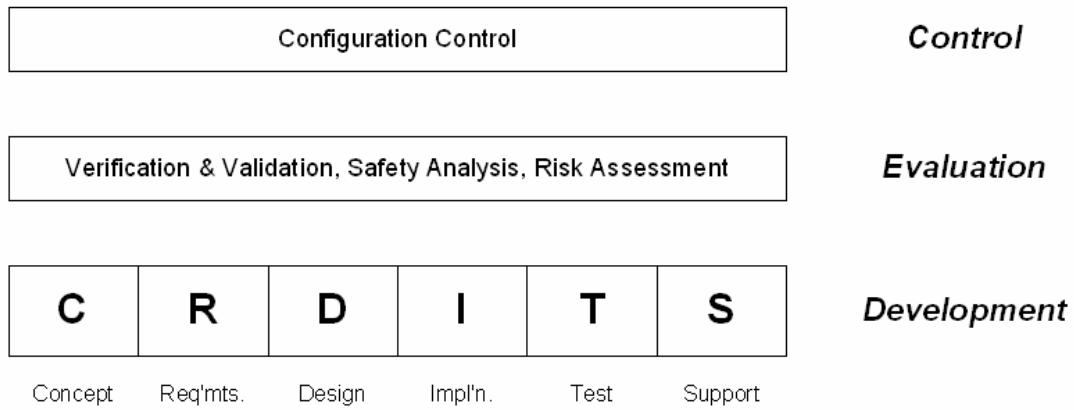 Configuration Control Control
Verification & Validation, Safety Analysis, Risk Assessment Evaluation
C R D I T S Development
Concept Req'mts. Design Impl'n. Test Support